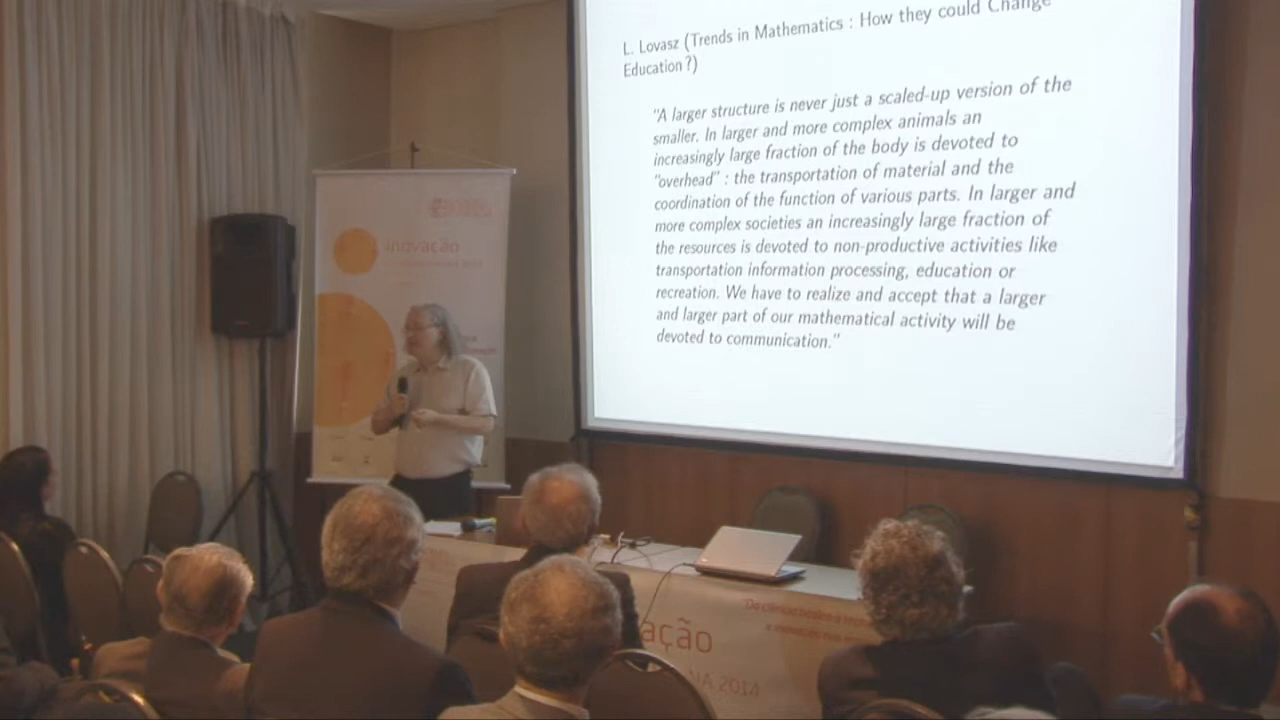 L. Lovasz (Trends in Mathematics : How they could Change
Education ?)
"A larger structure is never just a scaled-up version of the
smaller. In larger and more complex animals an
increasingly large fraction of the body is devoted to
"overhead" : the transportation of material and the
coordination of the function of various parts. In larger and
more complex societies an increasingly large fraction of
the resources is devoted to non-productive activities like
transportation information processing, education or
recreation. We have to realize and accept that a larger
and larger part of our mathematical activity will be
devoted to communication."
inovação
ação
2014